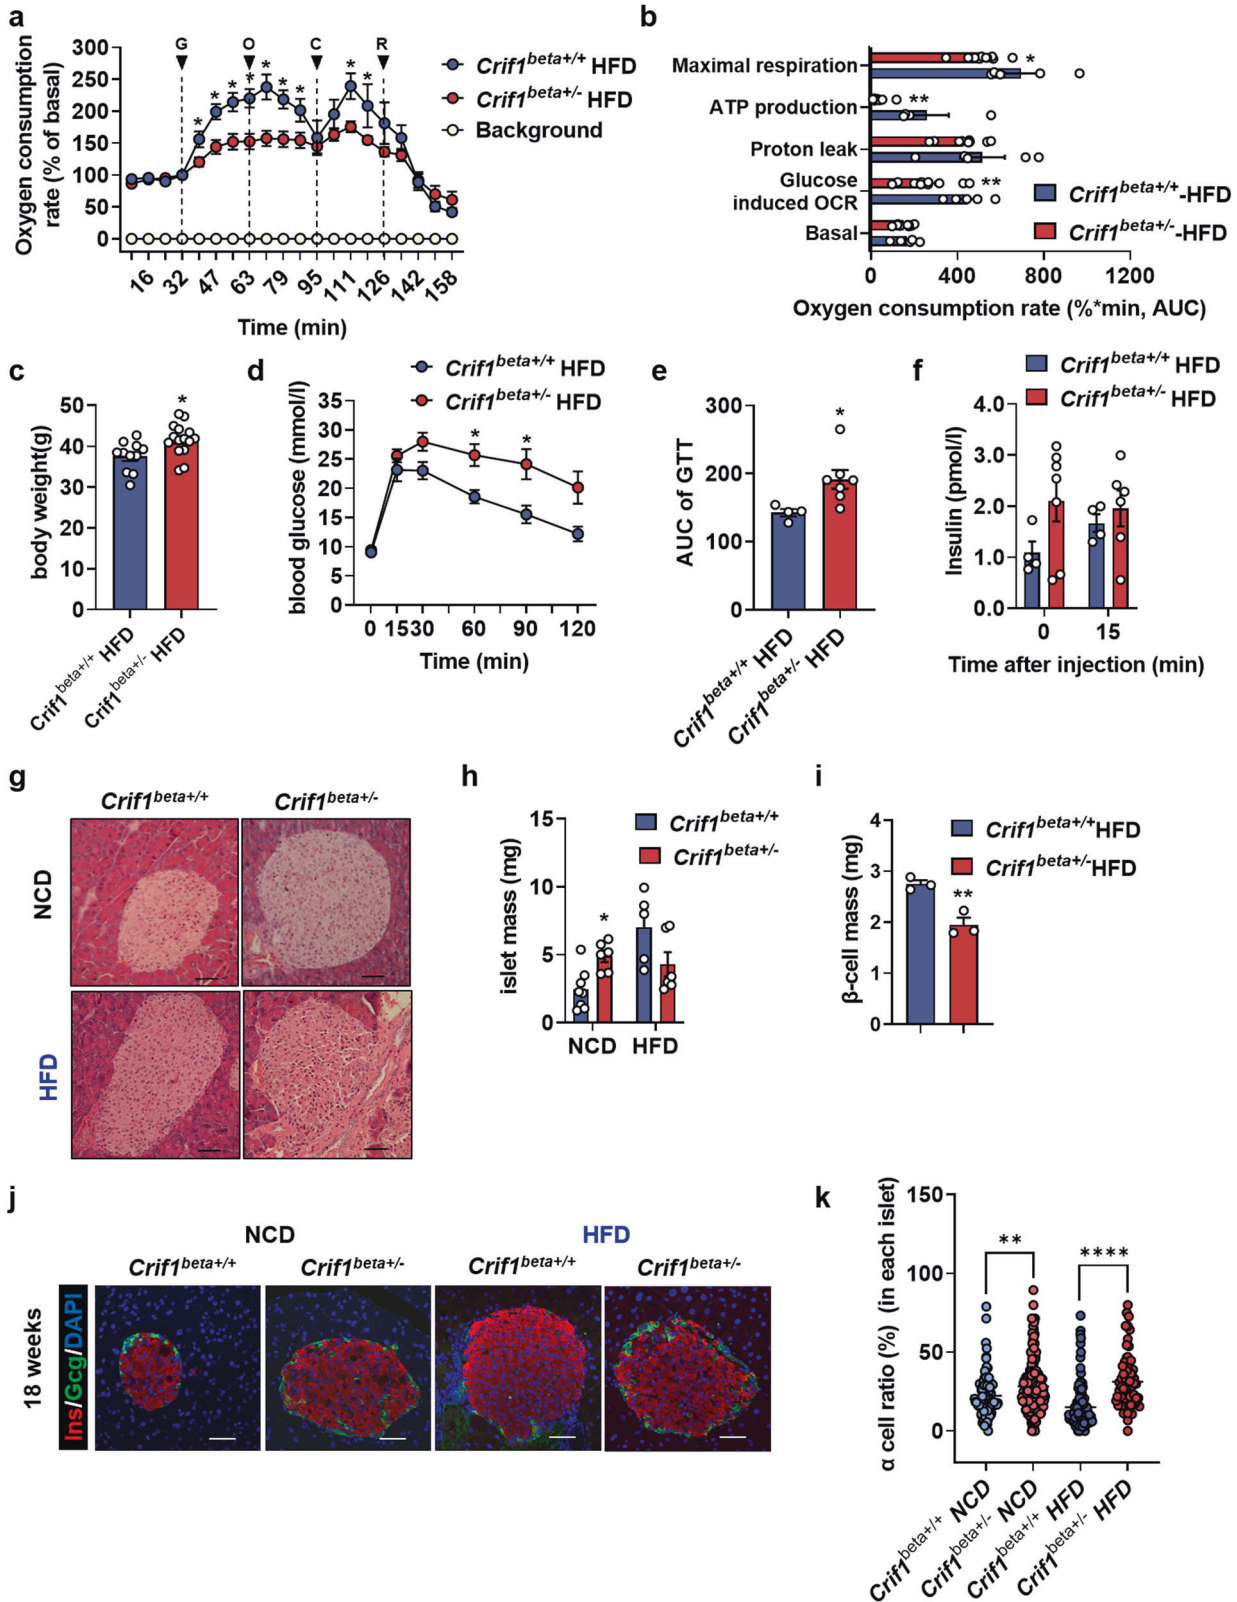 a
Oxygen consumption
rate (% of basal)
300
250
200
150
100
50
0
G
O
C
R
* * * * * * * * *
16 32 47 63 79 95 111 126 142 158
Time (min)
Crif1beta+/+ HFD
Crif1beta+/- HFD
Background
b
Maximal respiration
*
ATP production
**
Proton leak
Glucose
induced OCR
**
Basal
Crif1beta+/+-HFD
Crif1beta+/--HFD
0 400 800 1200
Oxygen consumption rate (%*min, AUC)
c
body weight(g)
50
40
30
20
10
0
*
Crif1beta+/+ HFD
Crif1beta+/- HFD
d
Crif1beta+/+ HFD
Crif1beta+/- HFD
blood glucose (mmol/l)
35
30
25
20
15
10
5
0
* *
0 15 30 60 90 120
Time (min)
e
AUC of GTT
300
200
100
0
*
Crif1beta+/+ HFD
Crif1beta+/- HFD
f
Crif1beta+/+ HFD
Crif1beta+/- HFD
Insulin (pmol/l)
4.0
3.0
2.0
1.0
0.0
0 15
Time after injection (min)
g
Crif1beta+/+ Crif1beta+/-
NCD
HFD
h
islet mass (mg)
15
10
5
0
*
NCD HFD
Crif1beta+/+
Crif1beta+/-
i
β-cell mass (mg)
4
3
2
1
0
**
Crif1beta+/+HFD
Crif1beta+/-HFD
j
NCD HFD
Crif1beta+/+ Crif1beta+/- Crif1beta+/+ Crif1beta+/-
18 weeks
Ins/Gcg/DAPI
k
α cell ratio (%) (in each islet)
150
100
50
0
** ****
Crif1beta+/+ NCD
Crif1beta+/- NCD
Crif1beta+/+ HFD
Crif1beta+/- HFD